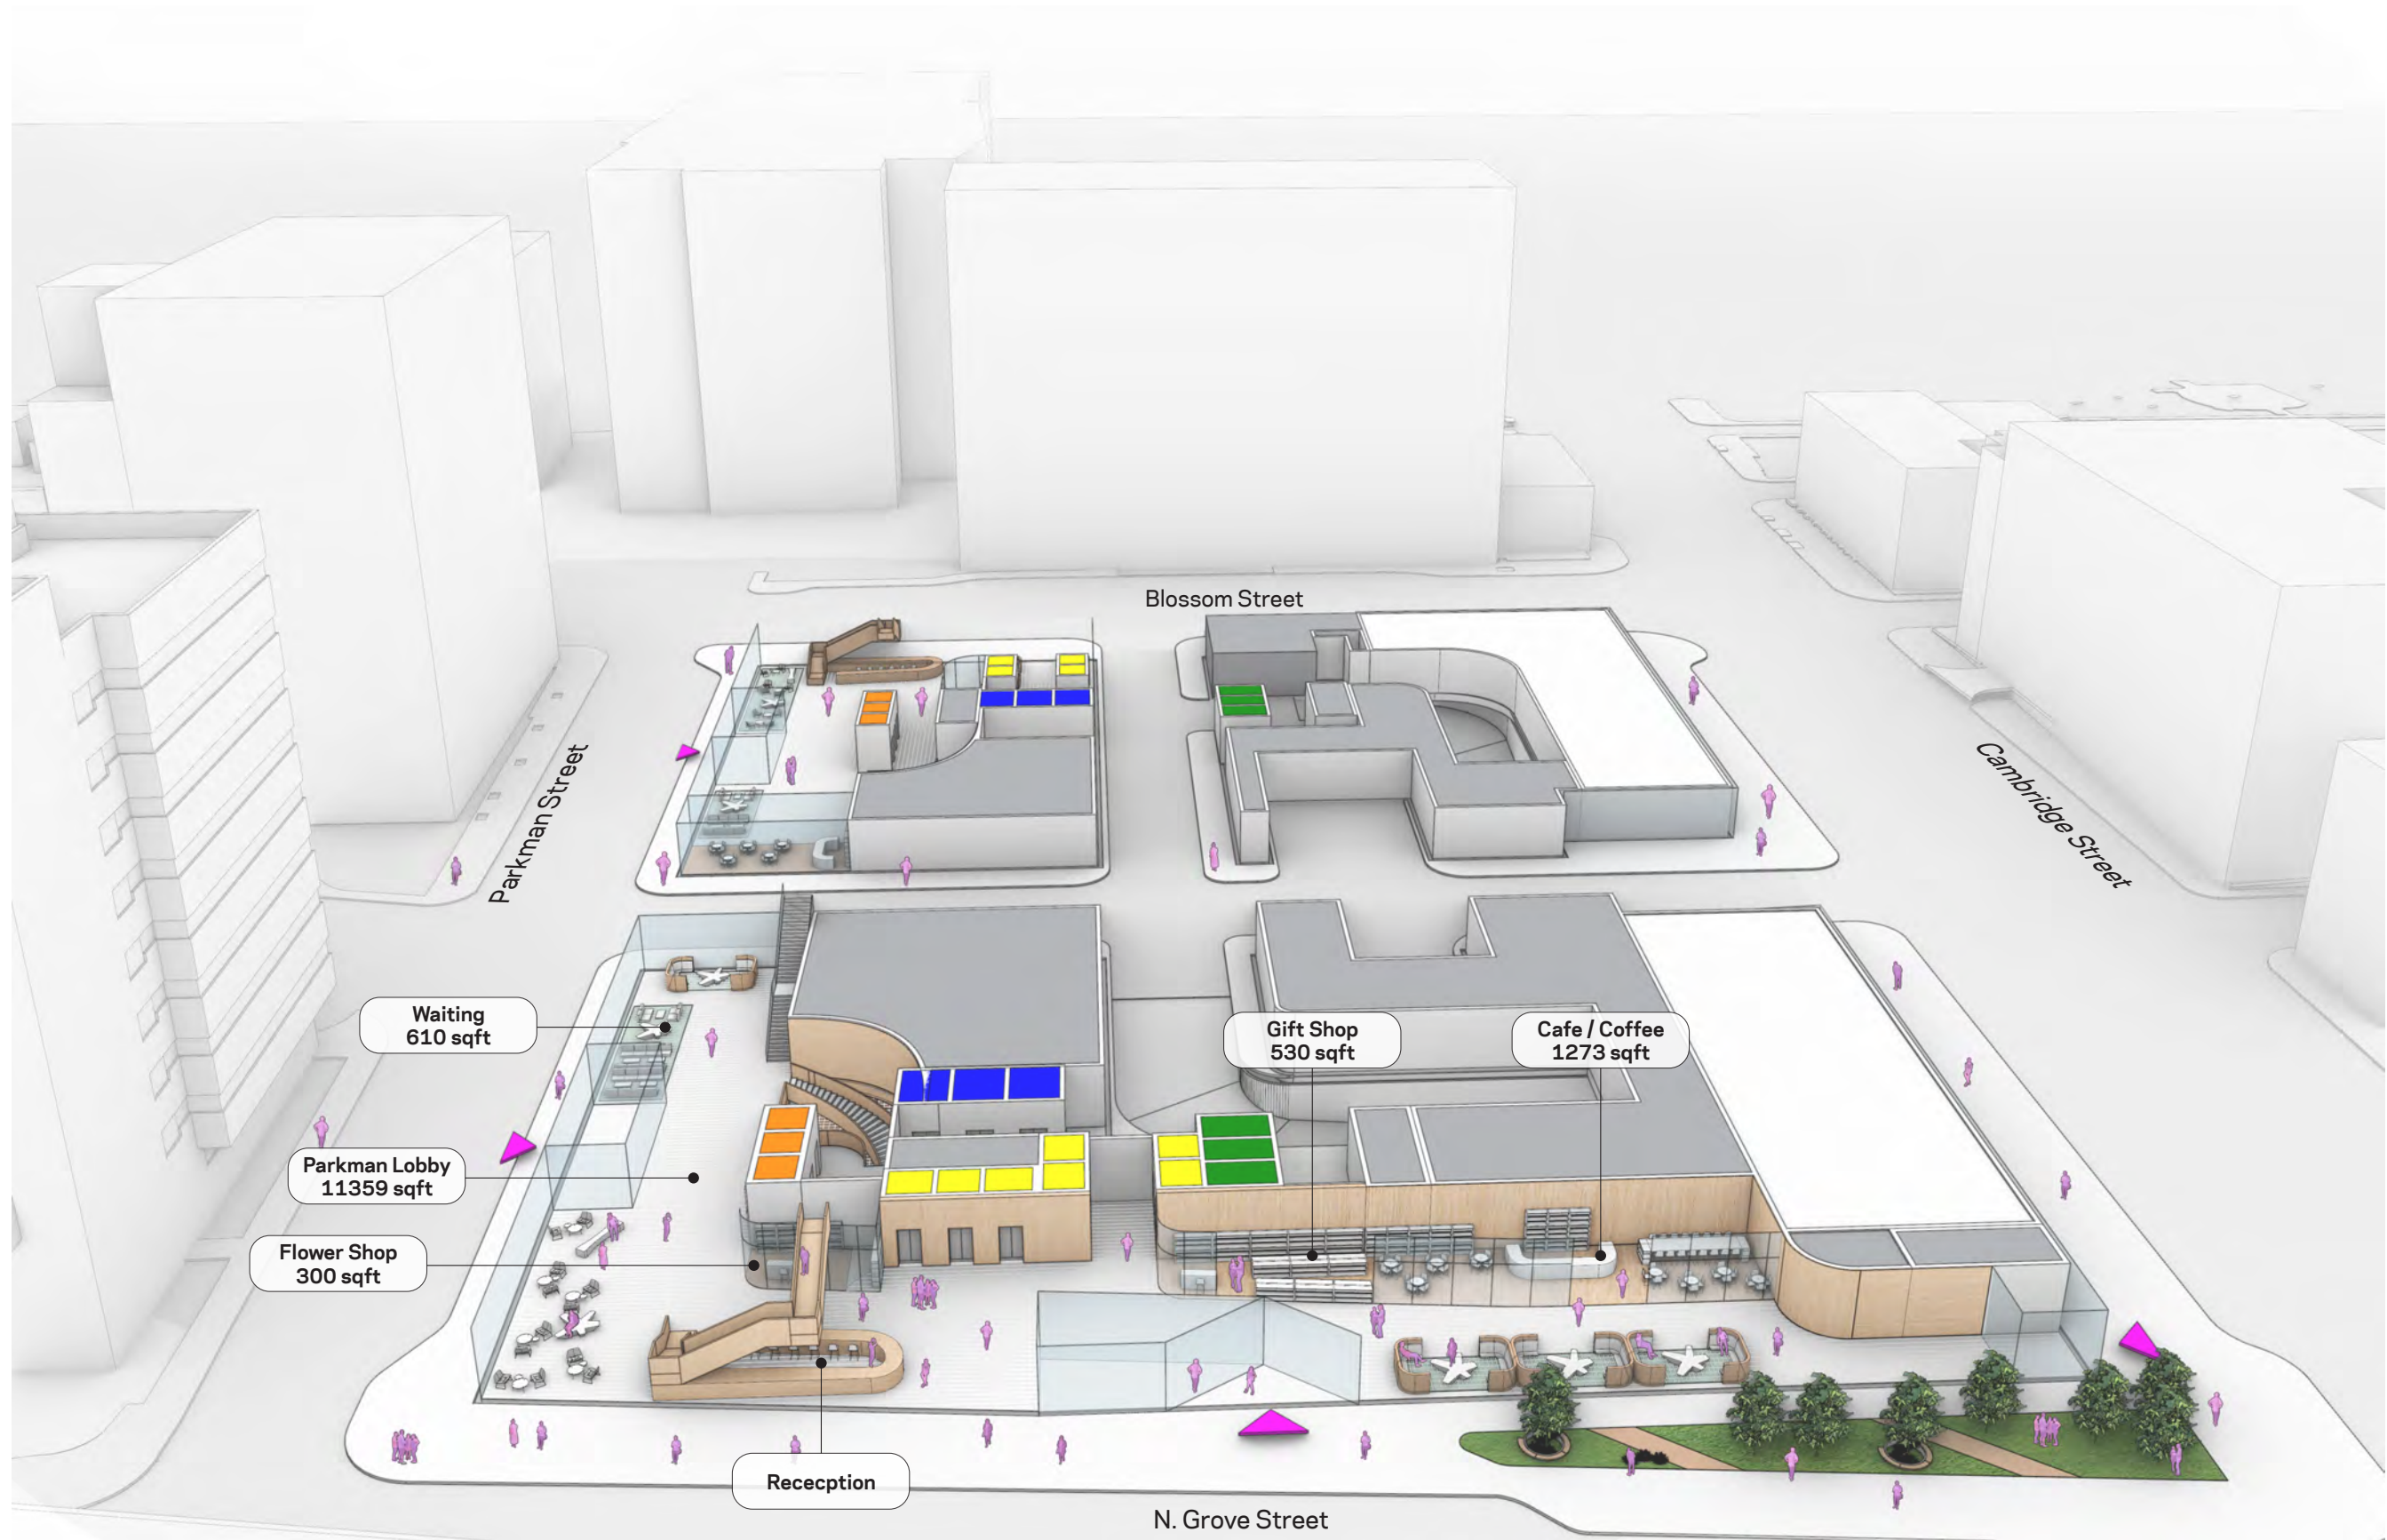 Blossom Street
Parkman Street
Cambridge Street
Waiting
610 sqft
Gift Shop
530 sqft
Cafe / Coffee
1273 sqft
Parkman Lobby
11359 sqft
Flower Shop
300 sqft
Rececption
N. Grove Street